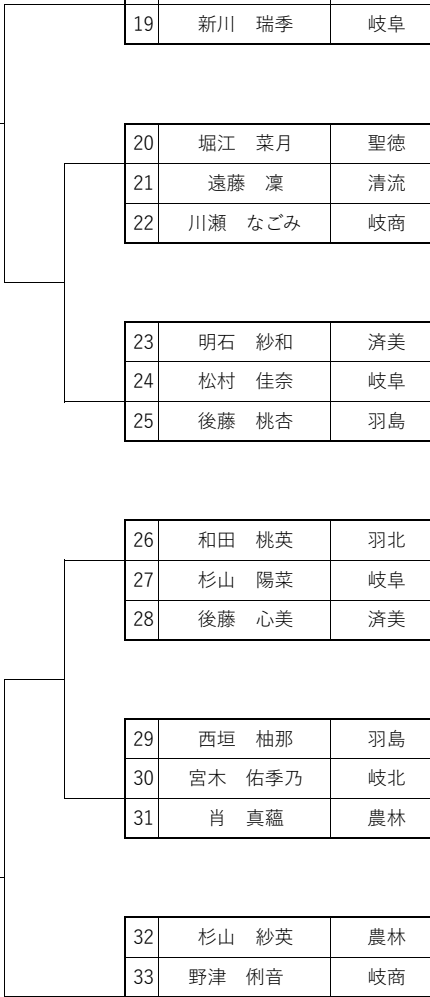 19 新川　瑞季 岐阜
20 堀江　菜月 聖徳
21 遠藤　凜 清流
22 川瀬　なごみ 岐商
23 明石　紗和 済美
24 松村　佳奈 岐阜
25 後藤　桃杏 羽島
26 和田　桃英 羽北
27 杉山　陽菜 岐阜
28 後藤　心美 済美
29 西垣　柚那 羽島
30 宮木　佑季乃 岐北
31 肖　真蘊 農林
32 杉山　紗英 農林
33 野津　俐音 岐商